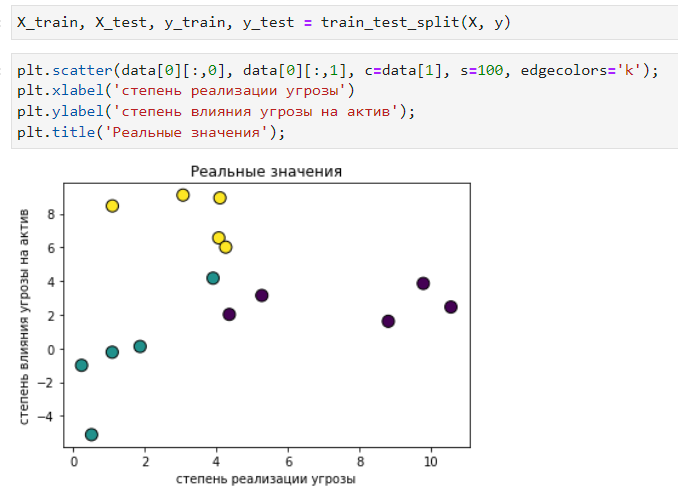 X_train, X_test, y_train, y_test = train_test_split(X, y)
plt.scatter(data[0][:,0], data[0][:,1], c=data[1], s=100, edgecolors='k');
plt.xlabel('степень реализации угрозы')
plt.ylabel('степень влияния угрозы на актив');
plt.title('Реальные значения');
Реальные значения
степень влияния угрозы на актив
8
6
4
2
0
−2
−4
0 2 4 6 8 10
степень реализации угрозы